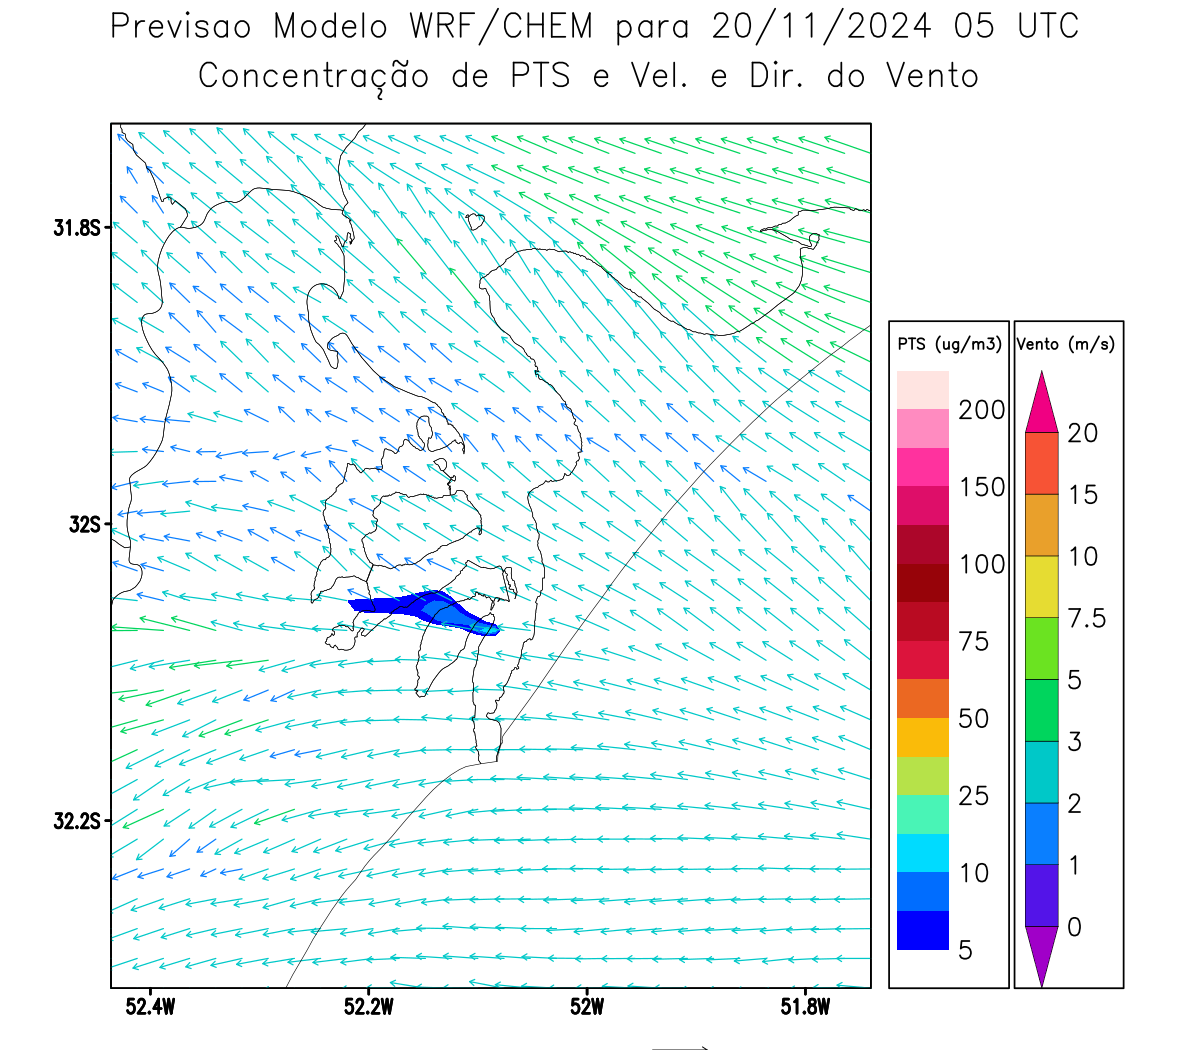 Previsao Modelo WRF/CHEM para 20/11/2024 05 UTC
Concentração de PTS e Vel. e Dir. do Vento
31.8S
32S
32.2S
52.4W 52.2W 52W 51.8W
PTS (ug/m3)
200
150
100
75
50
25
10
5
Vento (m/s)
20
15
10
7.5
5
3
2
1
0